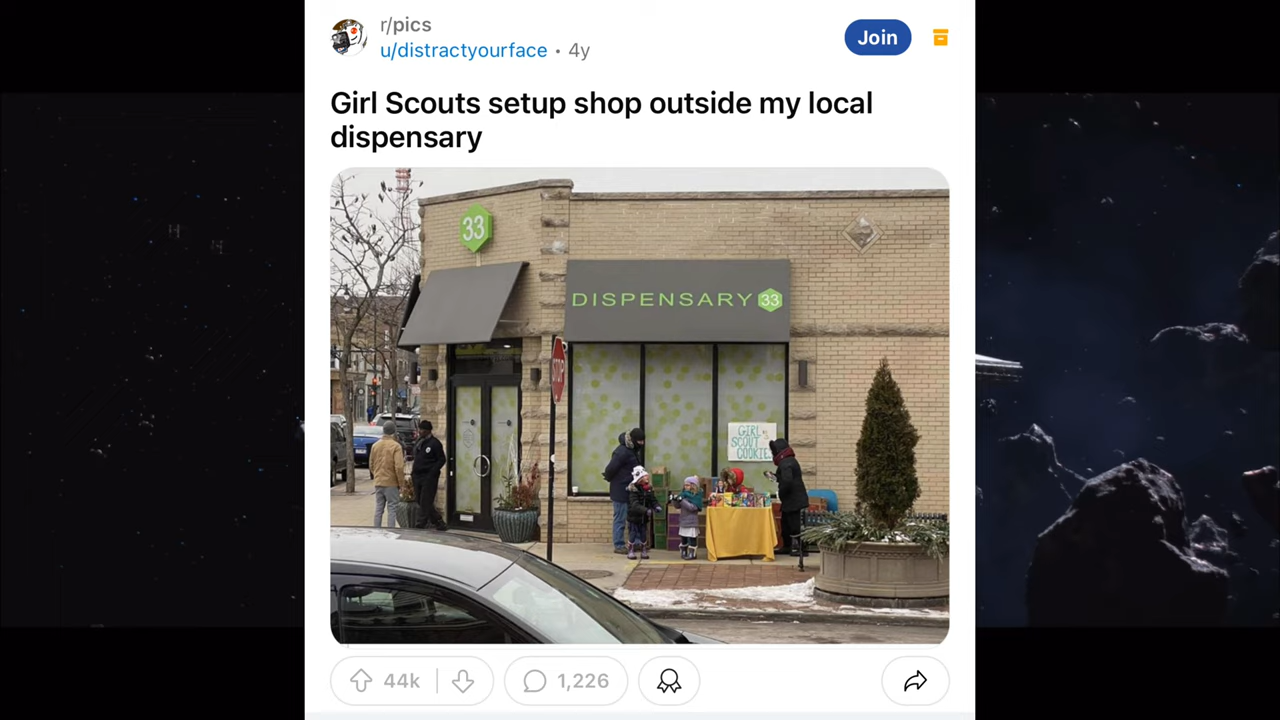 r/pics
u/distractyourface • 4y
Join
Girl Scouts setup shop outside my local
dispensary
33
DISPENSARY 33
STOP
GIRL
SCOUT
COOKIE
44k
1,226